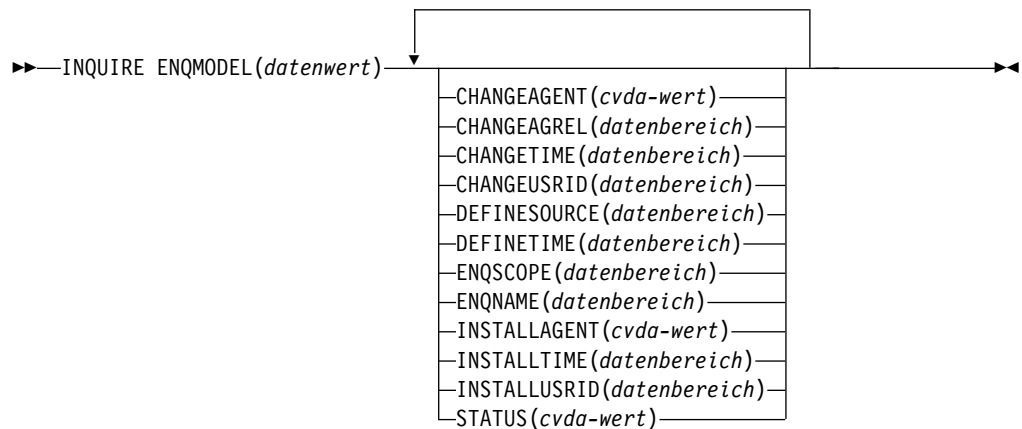 INQUIRE ENQMODEL(datenwert)
CHANGEAGENT(cvda-wert)
CHANGEAGREL(datenbereich)
CHANGETIME(datenbereich)
CHANGEUSRID(datenbereich)
DEFINESOURCE(datenbereich)
DEFINETIME(datenbereich)
ENQSCOPE(datenbereich)
ENQNAME(datenbereich)
INSTALLAGENT(cvda-wert)
INSTALLTIME(datenbereich)
INSTALLUSRID(datenbereich)
STATUS(cvda-wert)